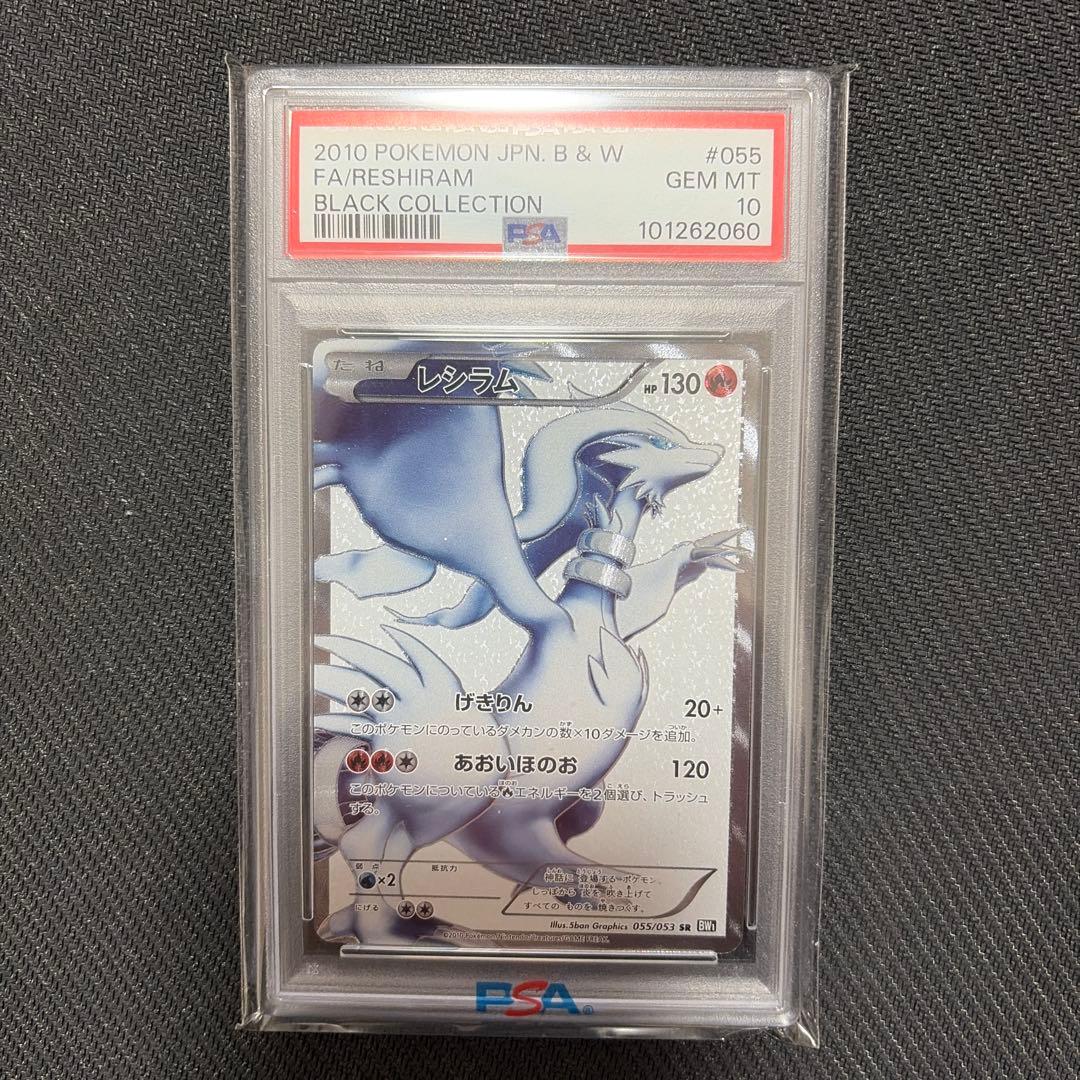 2010 POKEMON JPN. B & W #055
FA/RESHIRAM GEM MT
BLACK COLLECTION 10
PSA 101262060
たね レシラム HP 130
げきりん 20+
このポケモンにのっているダメカンの数×10ダメージを追加。
あおいほのお 120
このポケモンについている エネルギーを2個選び、トラッシュ
する。
弱点 抵抗力
×2
にげる
神話に 登場する ポケモン。
しっぽから 炎を 吹き上げて
すべての ものを 焼きつくす。
Illus. 5ban Graphics 055/053 SR BW1
©2010 Pokémon/Nintendo/Creatures/GAME FREAK.
PSA